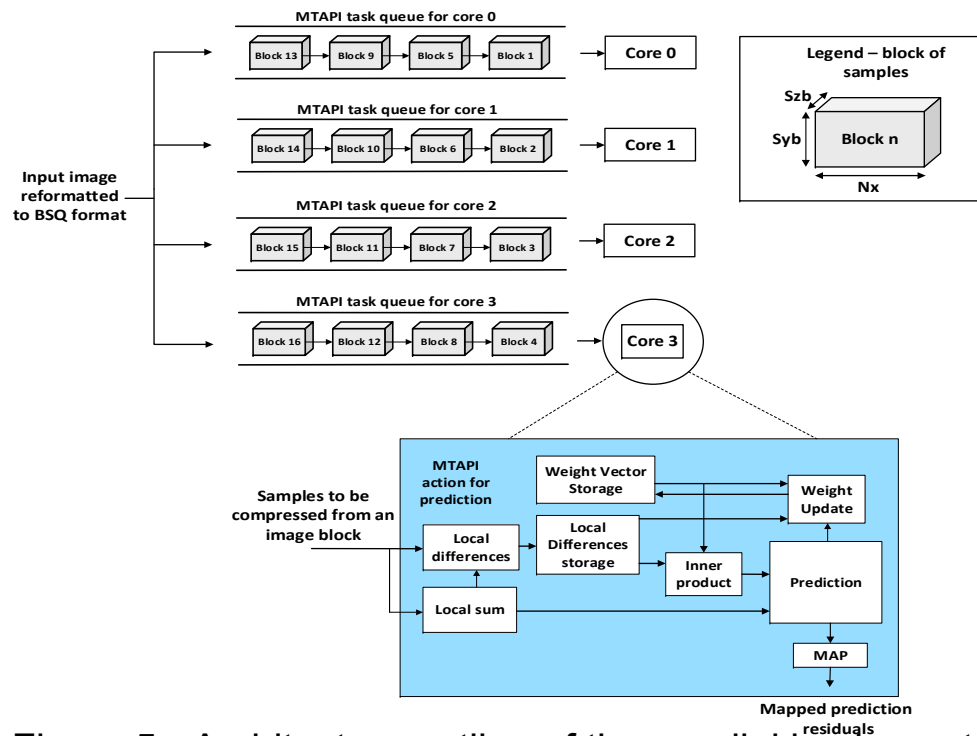 MTAPI task queue for core 0
Block 13
Block 9
Block 5
Block 1
Core 0
MTAPI task queue for core 1
Block 14
Block 10
Block 6
Block 2
Core 1
MTAPI task queue for core 2
Block 15
Block 11
Block 7
Block 3
Core 2
MTAPI task queue for core 3
Block 16
Block 12
Block 8
Block 4
Core 3
Input image
reformatted
to BSQ format
Legend – block of
samples
Szb
Syb
Block n
Nx
MTAPI
action for
prediction
Samples to be
compressed from an
image block
Weight Vector
Storage
Weight
Update
Local
differences
Local
Differences
storage
Inner
product
Prediction
Local sum
MAP
Mapped prediction
residuals